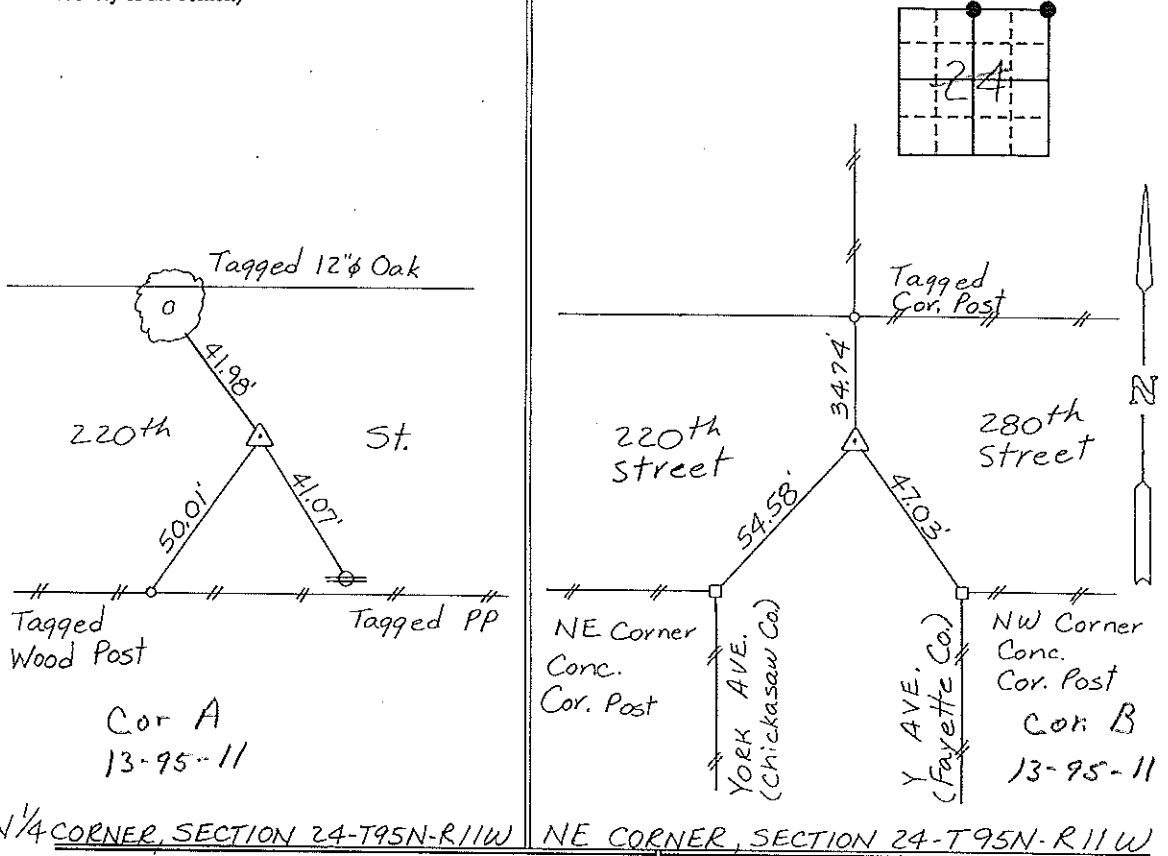 24
Tagged 12"ø Oak
41.98'
220th St.
50.01'
41.07'
Tagged
Wood Post
Tagged PP
Cor A
13-95-11
N 1/4 CORNER, SECTION 24-T95N-R11W
Tagged
Cor. Post
34.74'
N
220th
Street
280th
Street
54.58'
47.03'
NE Corner
Conc.
Cor. Post
YORK AVE.
(Chickasaw Co.)
Y AVE.
(Fayette Co.)
NW Corner
Conc.
Cor. Post
Cor. B
13-95-11
NE CORNER, SECTION 24-T95N-R11W